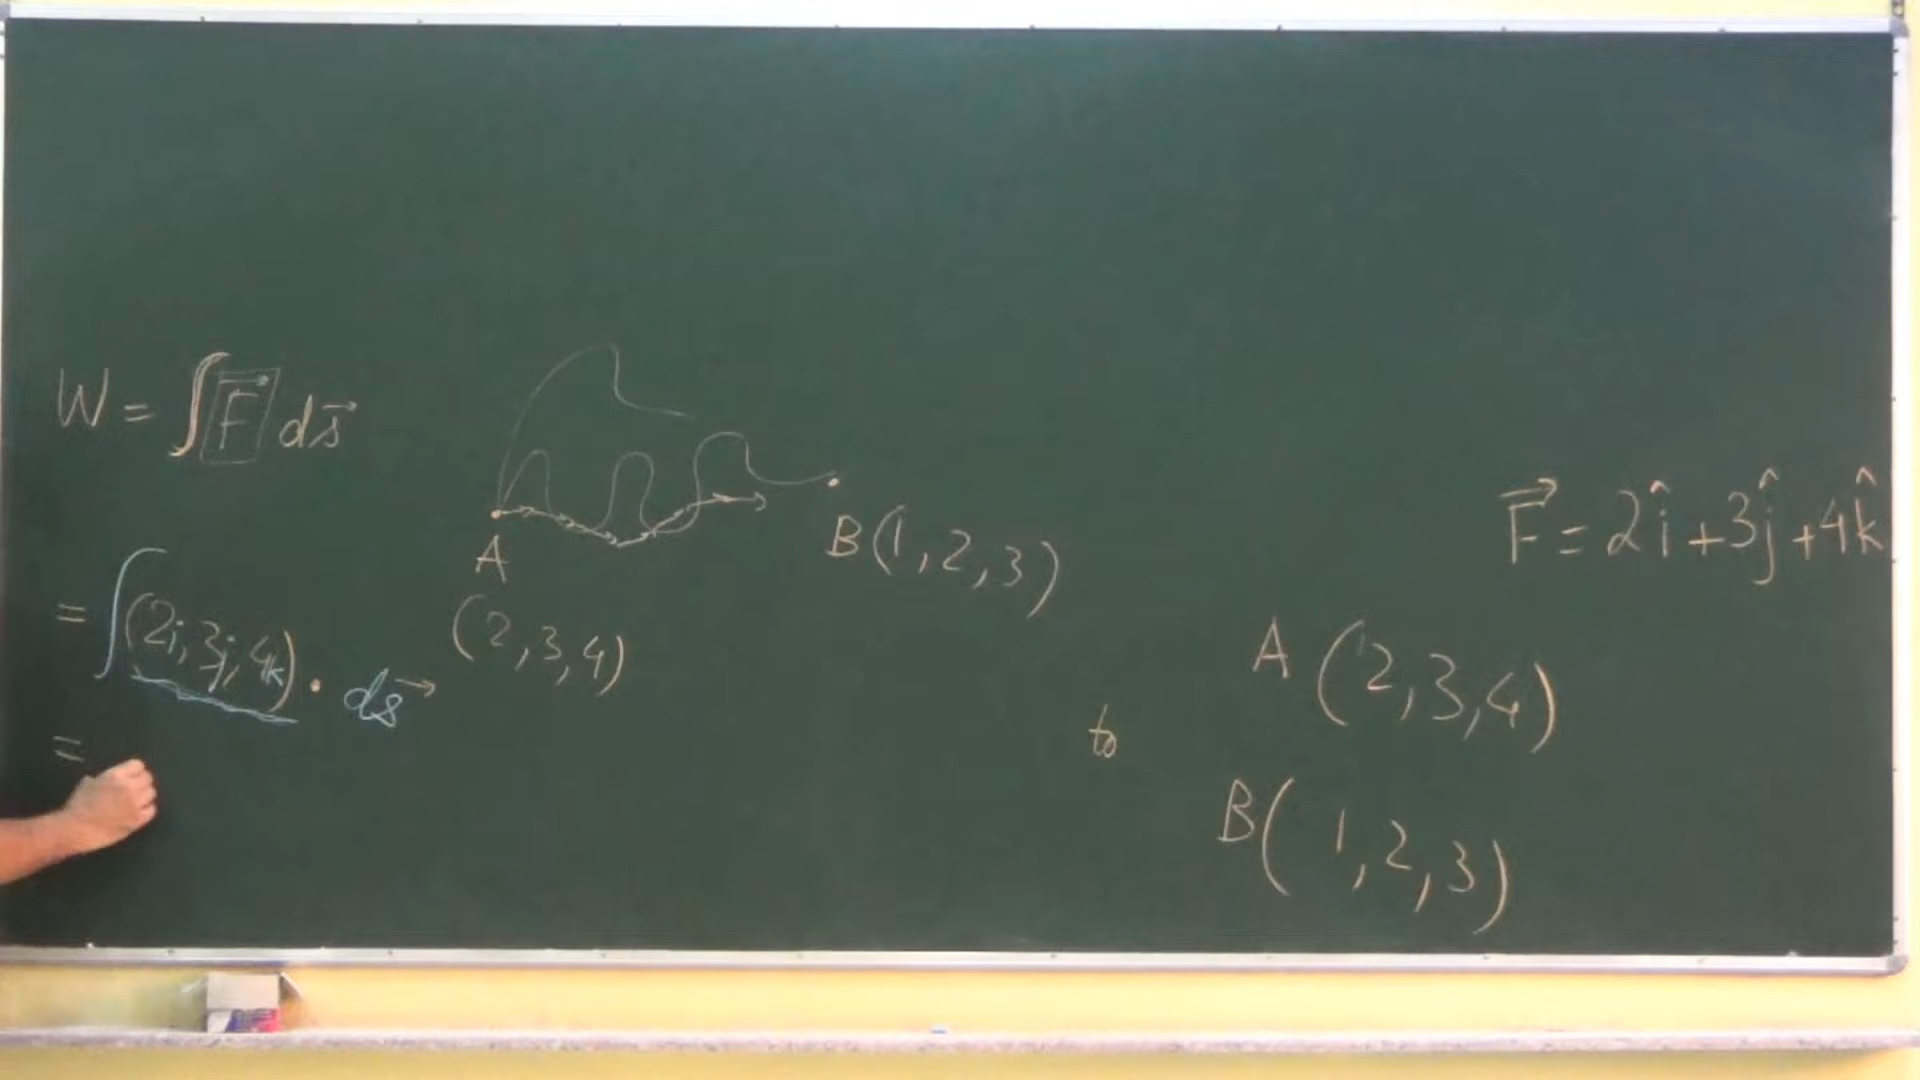 W = ∫ F⃗ ds⃗
A
B(1,2,3)
= ∫(2i,3j,4k) . ds→
(2,3,4)
=
F⃗ = 2î+3ĵ+4k̂
A (2,3,4)
to
B( 1,2,3)